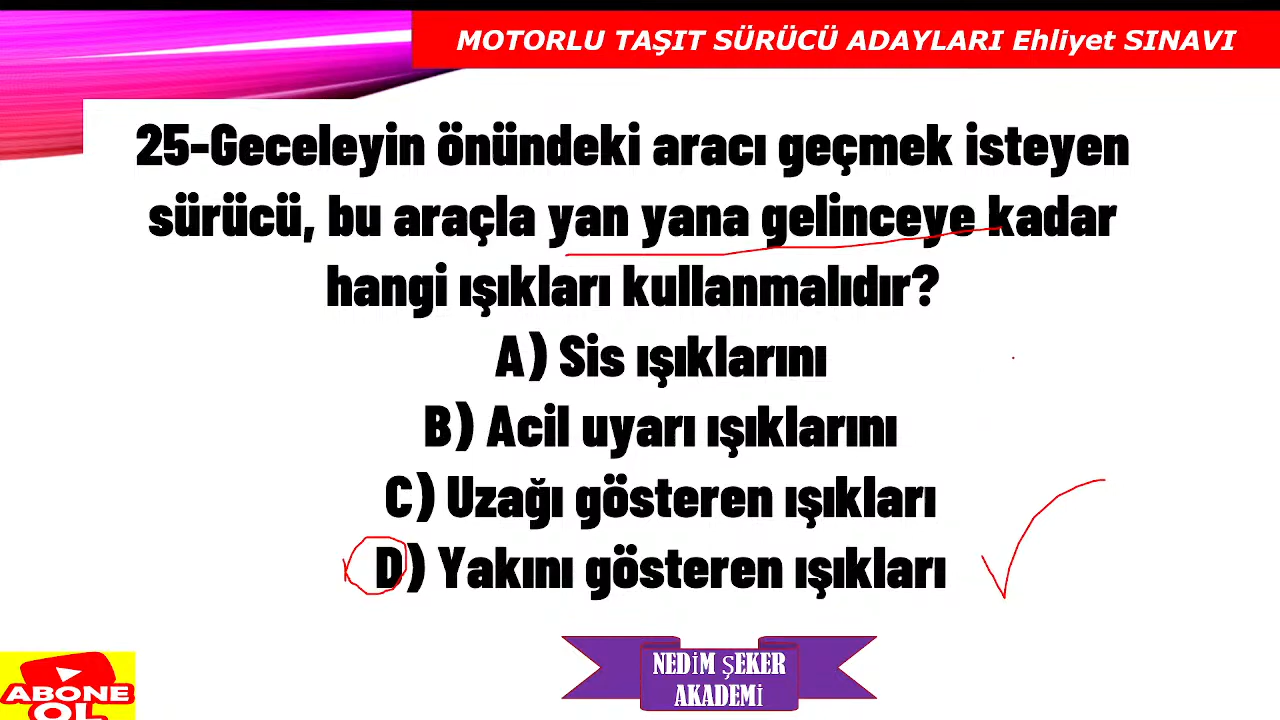 MOTORLU TAŞIT SÜRÜCÜ ADAYLARI Ehliyet SINAVI
25-Geceleyin önündeki aracı geçmek isteyen
sürücü, bu araçla yan yana gelinceye kadar
hangi ışıkları kullanmalıdır?
A) Sis ışıklarını
B) Acil uyarı ışıklarını
C) Uzağı gösteren ışıkları
D) Yakını gösteren ışıkları
NEDİM ŞEKER
AKADEMİ
ABONE
OL